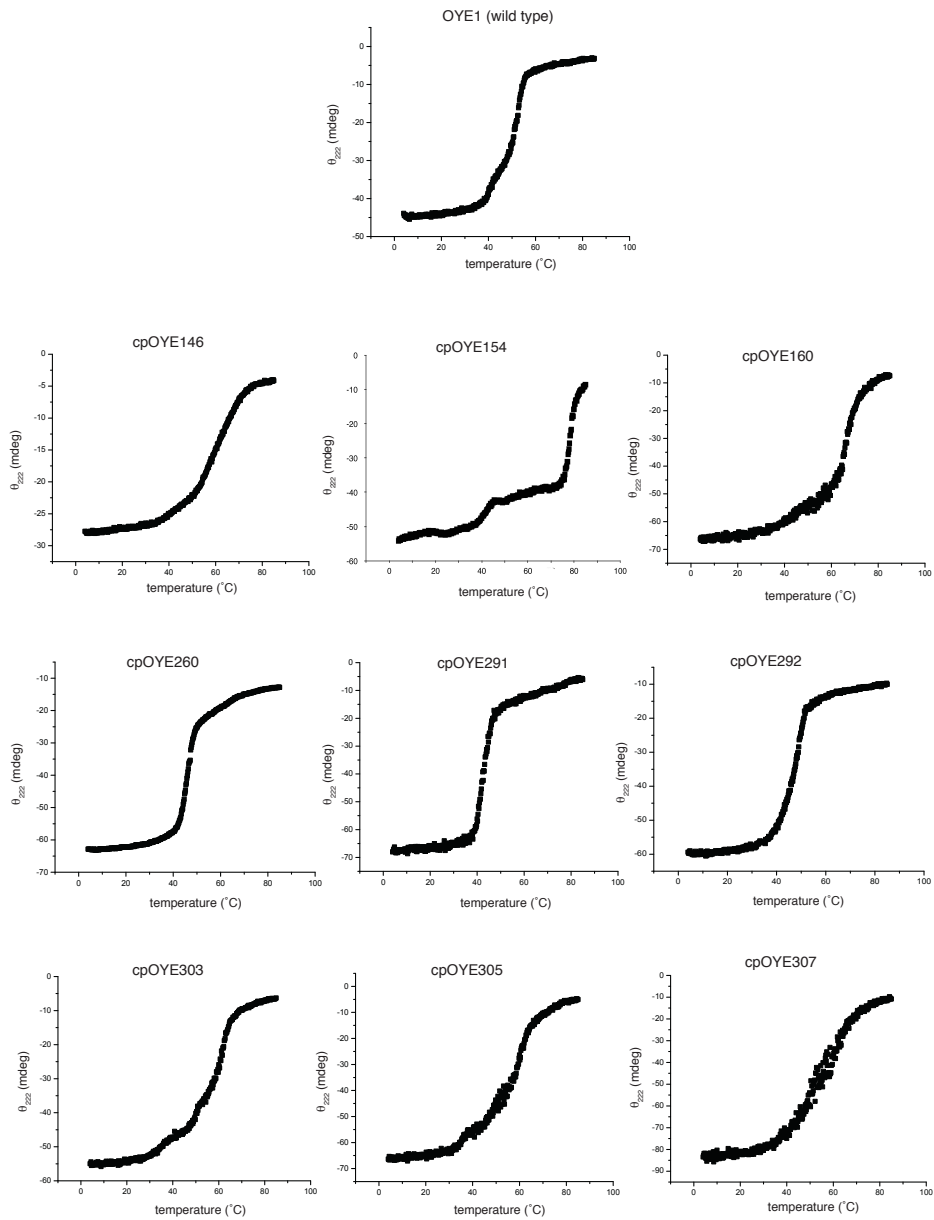 OYE1 (wild type)
0
-10
-20
-30
-40
-50
θ222 (mdeg)
0 20 40 60 80 100
temperature (˚C)
cpOYE146
0
-5
-10
-15
-20
-25
-30
θ222 (mdeg)
0 20 40 60 80 100
temperature (˚C)
cpOYE154
0
-10
-20
-30
-40
-50
-60
θ222 (mdeg)
0 20 40 60 80 100
temperature (˚C)
cpOYE160
0
-10
-20
-30
-40
-50
-60
-70
θ222 (mdeg)
0 20 40 60 80 100
temperature (˚C)
cpOYE260
-10
-20
-30
-40
-50
-60
-70
θ222 (mdeg)
0 20 40 60 80 100
temperature (˚C)
cpOYE291
0
-10
-20
-30
-40
-50
-60
-70
θ222 (mdeg)
0 20 40 60 80 100
temperature (˚C)
cpOYE292
-10
-20
-30
-40
-50
-60
θ222 (mdeg)
0 20 40 60 80 100
temperature (˚C)
cpOYE303
0
-10
-20
-30
-40
-50
-60
θ222 (mdeg)
0 20 40 60 80 100
temperature (˚C)
cpOYE305
0
-10
-20
-30
-40
-50
-60
-70
θ222 (mdeg)
0 20 40 60 80 100
temperature (˚C)
cpOYE307
0
-10
-20
-30
-40
-50
-60
-70
-80
-90
θ222 (mdeg)
0 20 40 60 80 100
temperature (˚C)